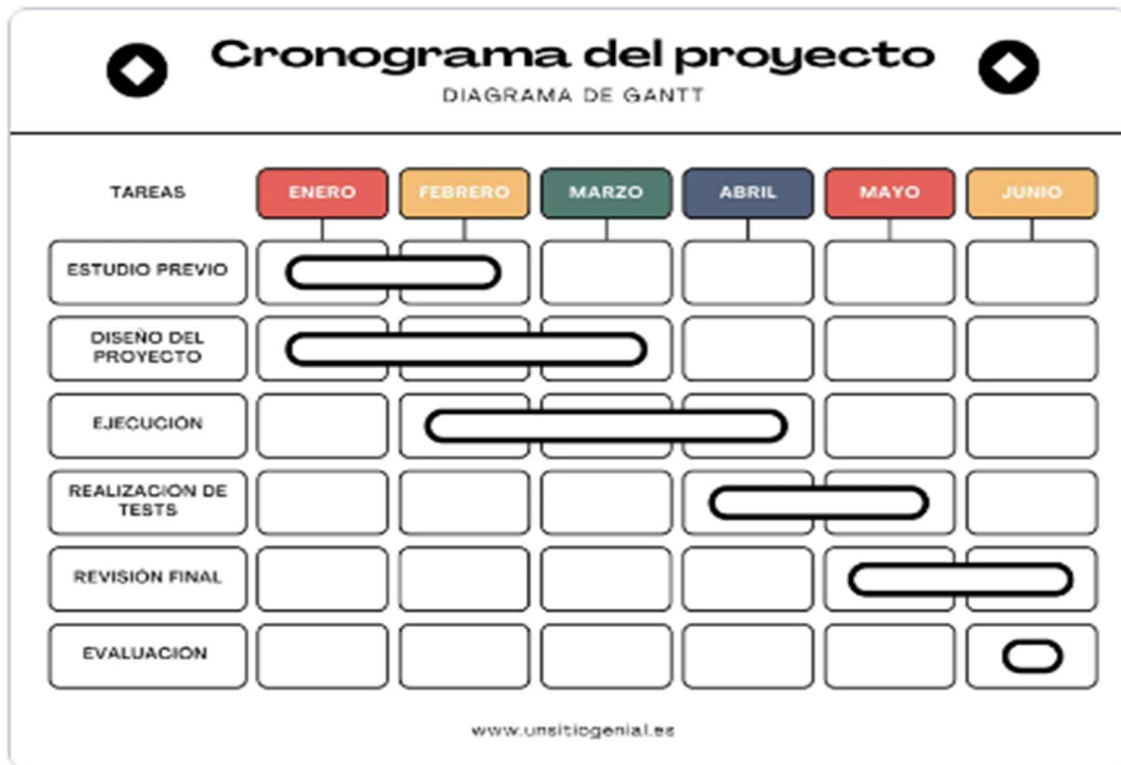 Cronograma del proyecto
DIAGRAMA DE GANTT
TAREAS ENERO FEBRERO MARZO ABRIL MAYO JUNIO
ESTUDIO PREVIO
DISEÑO DEL
PROYECTO
EJECUCIÓN
REALIZACIÓN DE
TESTS
REVISIÓN FINAL
EVALUACIÓN
www.unsitiogenial.es